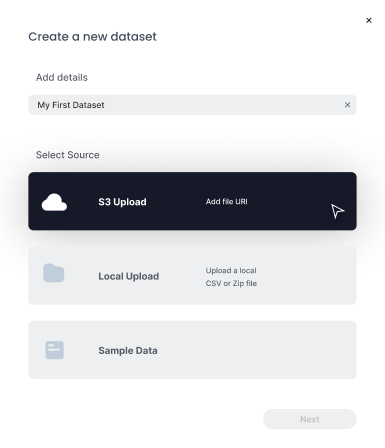 Create a new dataset
Add details
My First Dataset
Select Source
S3 Upload
Add file URI
Local Upload
Upload a local
CSV or Zip file
Sample Data
Next